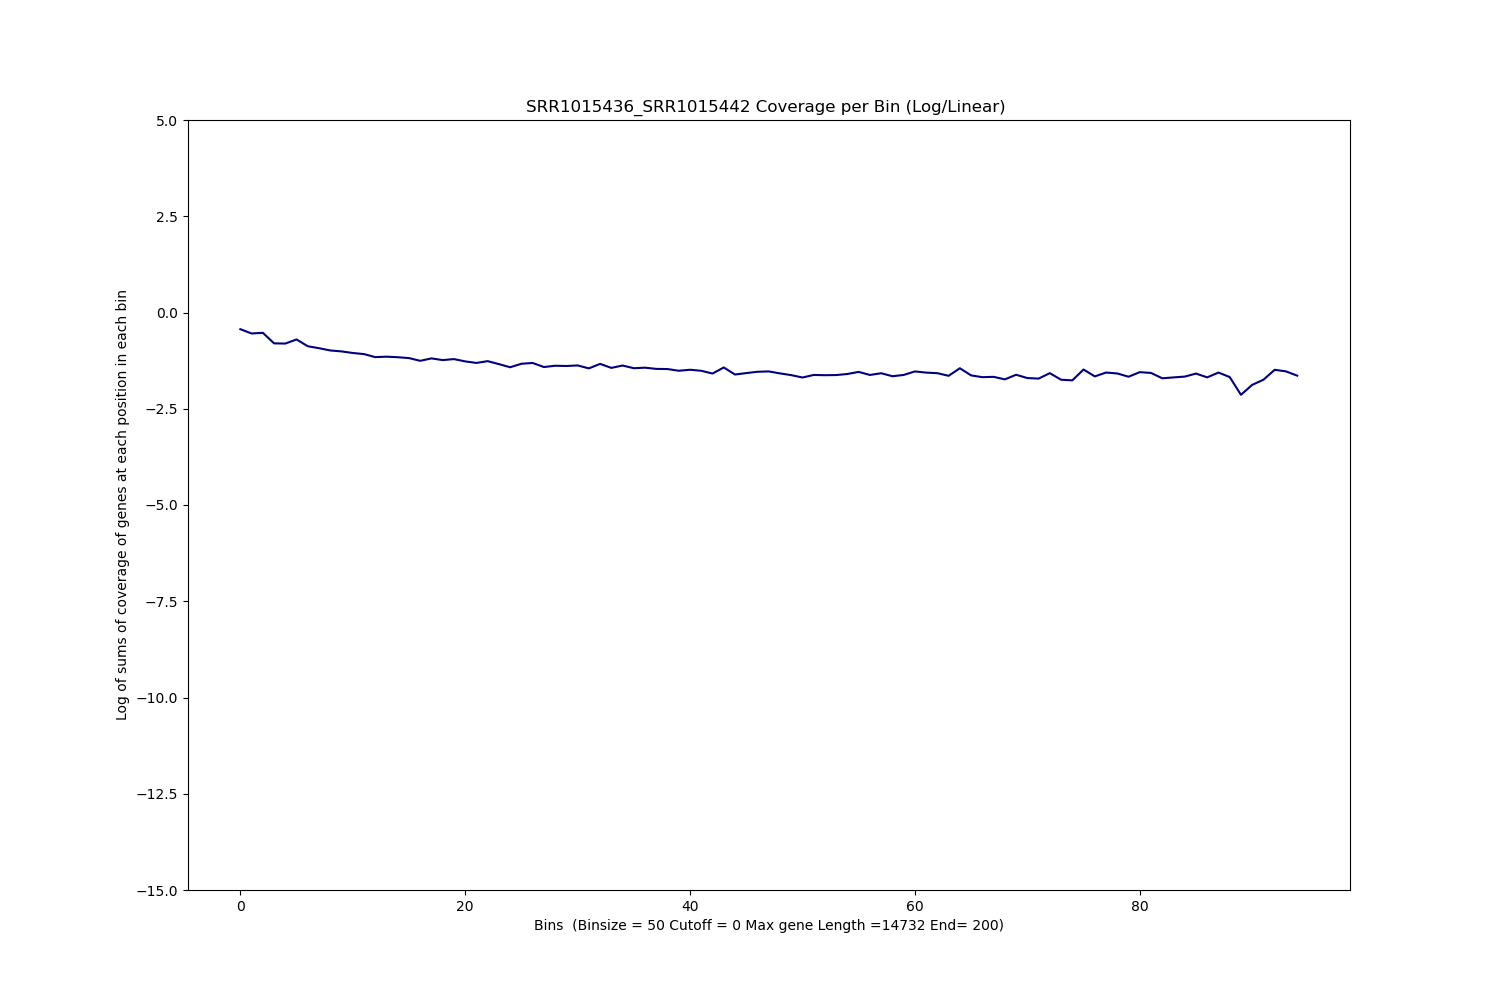 SRR1015436_SRR1015442 Coverage per Bin (Log/Linear)
5.0
2.5
0.0
−2.5
−5.0
−7.5
−10.0
−12.5
−15.0
Log of sums of coverage of genes at each position in each bin
0 20 40 60 80
Bins  (Binsize = 50 Cutoff = 0 Max gene Length =14732 End= 200)